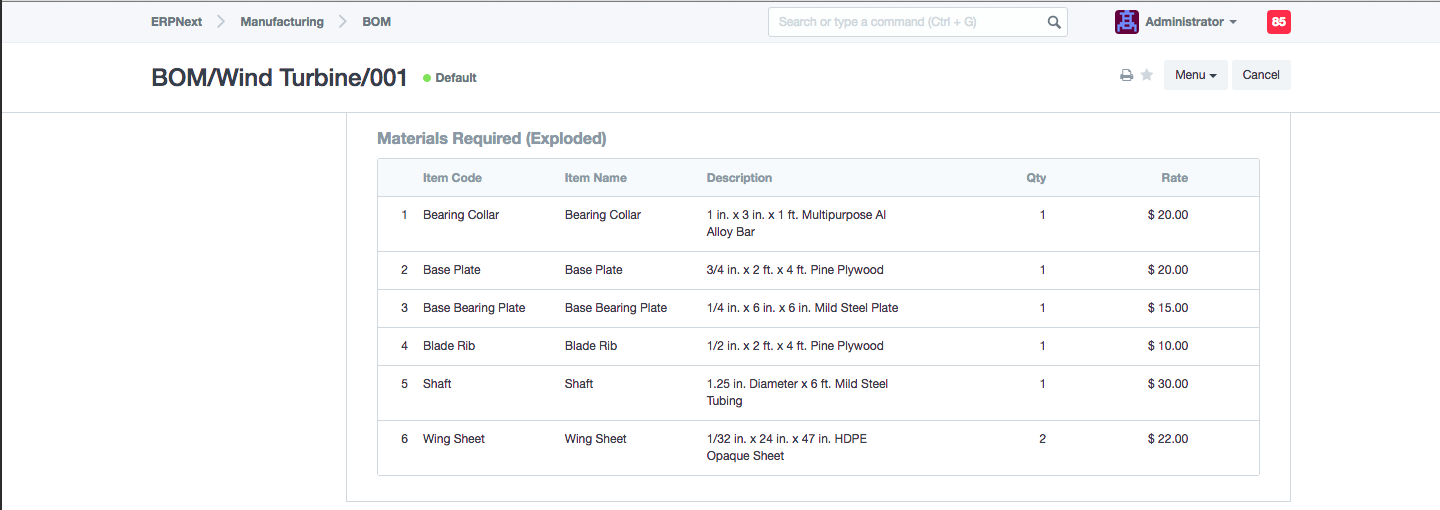 ERPNext Manufacturing BOM Search or type a command (Ctrl + G) Administrator 85
BOM/Wind Turbine/001 Default Menu Cancel
Materials Required (Exploded)
Item Code Item Name Description Qty Rate
1 Bearing Collar Bearing Collar 1 in. x 3 in. x 1 ft. Multipurpose Al 1 $ 20.00
Alloy Bar
2 Base Plate Base Plate 3/4 in. x 2 ft. x 4 ft. Pine Plywood 1 $ 20.00
3 Base Bearing Plate Base Bearing Plate 1/4 in. x 6 in. x 6 in. Mild Steel Plate 1 $ 15.00
4 Blade Rib Blade Rib 1/2 in. x 2 ft. x 4 ft. Pine Plywood 1 $ 10.00
5 Shaft Shaft 1.25 in. Diameter x 6 ft. Mild Steel 1 $ 30.00
Tubing
6 Wing Sheet Wing Sheet 1/32 in. x 24 in. x 47 in. HDPE 2 $ 22.00
Opaque Sheet